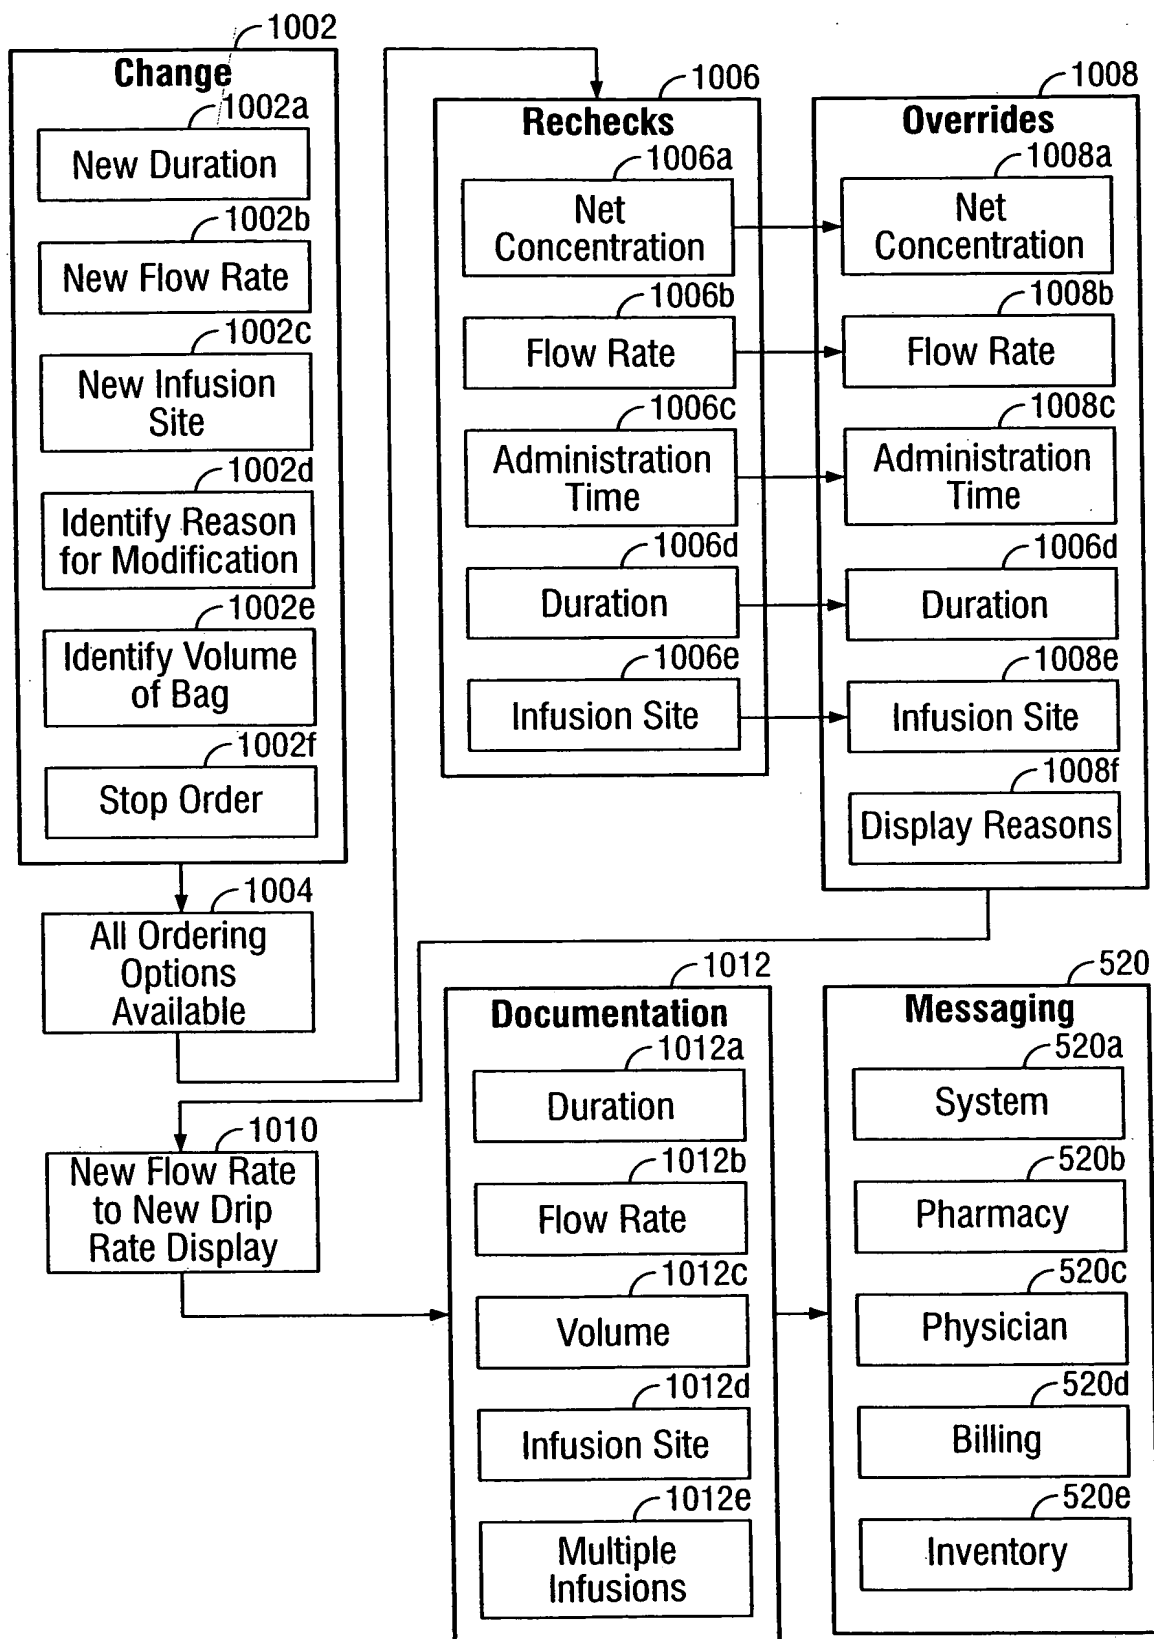 1002
Change
1002a
New Duration
1002b
New Flow Rate
1002c
New Infusion
Site
1002d
Identify Reason
for Modification
1002e
Identify Volume
of Bag
1002f
Stop Order
1004
All Ordering
Options
Available
1006
Rechecks
1006a
Net
Concentration
1006b
Flow Rate
1006c
Administration
Time
1006d
Duration
1006e
Infusion Site
1008
Overrides
1008a
Net
Concentration
1008b
Flow Rate
1008c
Administration
Time
1006d
Duration
1008e
Infusion Site
1008f
Display Reasons
1010
New Flow Rate
to New Drip
Rate Display
1012
Documentation
1012a
Duration
1012b
Flow Rate
1012c
Volume
1012d
Infusion Site
1012e
Multiple
Infusions
520
Messaging
520a
System
520b
Pharmacy
520c
Physician
520d
Billing
520e
Inventory